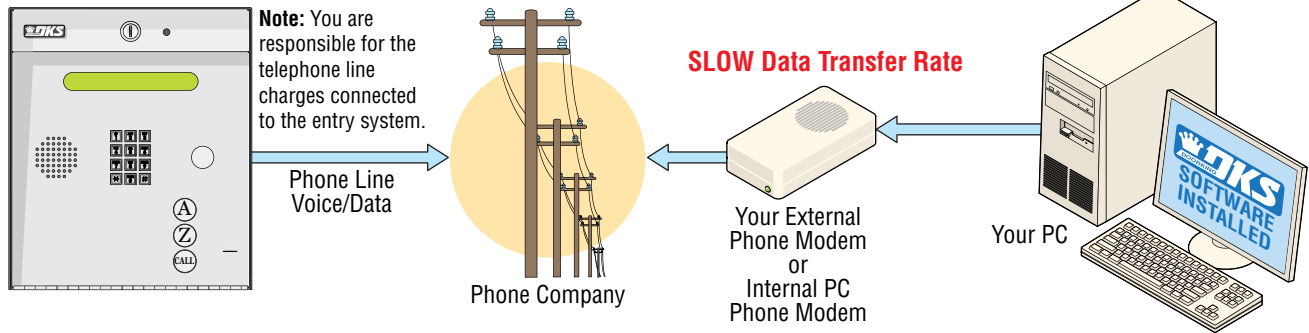 DKS
Note: You are
responsible for the
telephone line
charges connected
to the entry system.
A
Z
CALL
Phone Line
Voice/Data
Phone Company
SLOW Data Transfer Rate
Your External
Phone Modem
or
Internal PC
Phone Modem
Your PC
DOORKING
DKS
SOFTWARE
INSTALLED